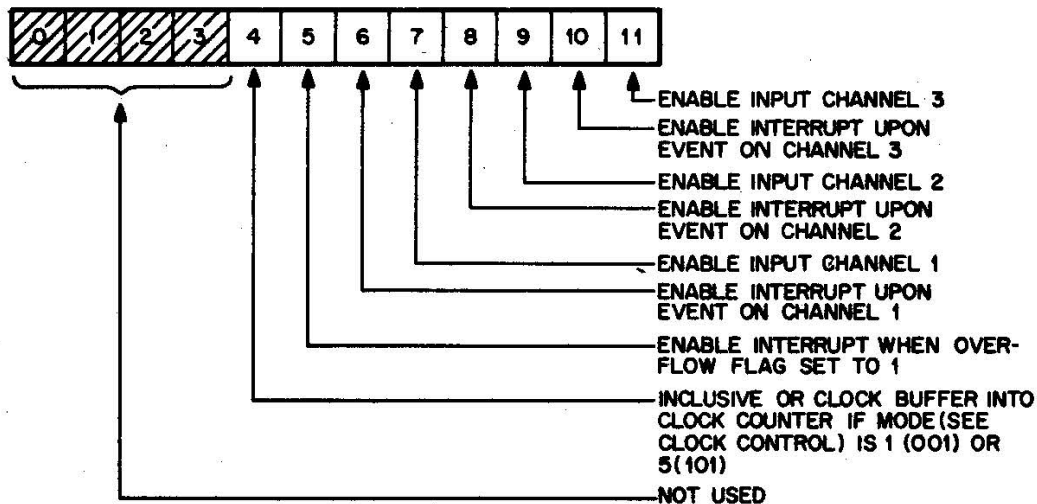 0 1 2 3 4 5 6 7 8 9 10 11
ENABLE INPUT CHANNEL 3
ENABLE INTERRUPT UPON
EVENT ON CHANNEL 3
ENABLE INPUT CHANNEL 2
ENABLE INTERRUPT UPON
EVENT ON CHANNEL 2
ENABLE INPUT CHANNEL 1
ENABLE INTERRUPT UPON
EVENT ON CHANNEL 1
ENABLE INTERRUPT WHEN OVER-
FLOW FLAG SET TO 1
INCLUSIVE OR CLOCK BUFFER INTO
CLOCK COUNTER IF MODE (SEE
CLOCK CONTROL) IS 1 (001) OR
5(101)
NOT USED